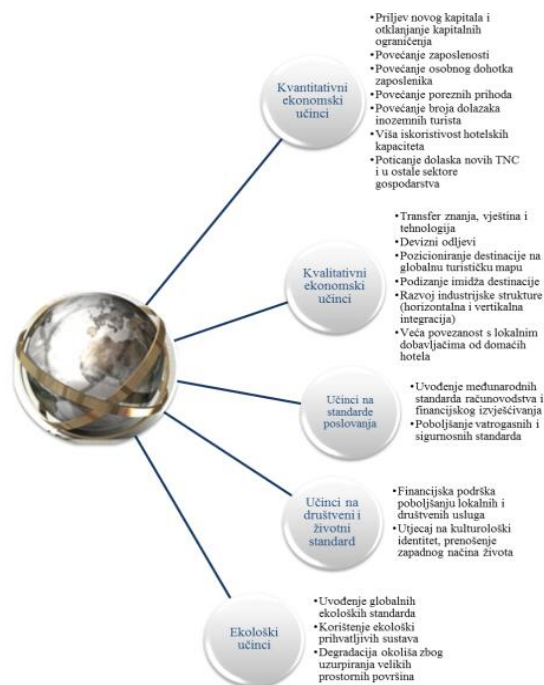 Kvantitativni
ekonomski
učinci
•Priljev novog kapitala i
otklanjanje kapitalnih
ograničenja
•Povećanje zaposlenosti
•Povećanje osobnog dohotka
zaposlenika
•Povećanje poreznih prihoda
•Povećanje broja dolazaka
inozemnih turista
•Viša iskoristivost hotelskih
kapaciteta
•Poticanje dolaska novih TNC
i u ostale sektore
gospodarstva
Kvalitativni
ekonomski
učinci
•Transfer znanja, vještina i
tehnologija
•Devizni odljevi
•Pozicioniranje destinacije na
globalnu turističku mapu
•Podizanje imidža destinacije
•Razvoj industrijske strukture
(horizontalna i vertikalna
integracija)
•Veća povezanost s lokalnim
dobavljačima od domaćih
hotela
Učinci na
standarde
poslovanja
•Uvođenje međunarodnih
standarda računovodstva i
financijskog izvješćivanja
•Poboljšanje vatrogasnih i
sigurnosnih standarda
Učinci na
društveni i
životni
standard
•Financijska podrška
poboljšanju lokalnih i
društvenih usluga
•Utjecaj na kulturološki
identitet, prenošenje
zapadnog načina života
Ekološki
učinci
•Uvođenje globalnih
ekoloških standarda
•Korištenje ekološki
prihvatljivih sustava
•Degradacija okoliša zbog
uzurpiranja velikih
prostornih površina